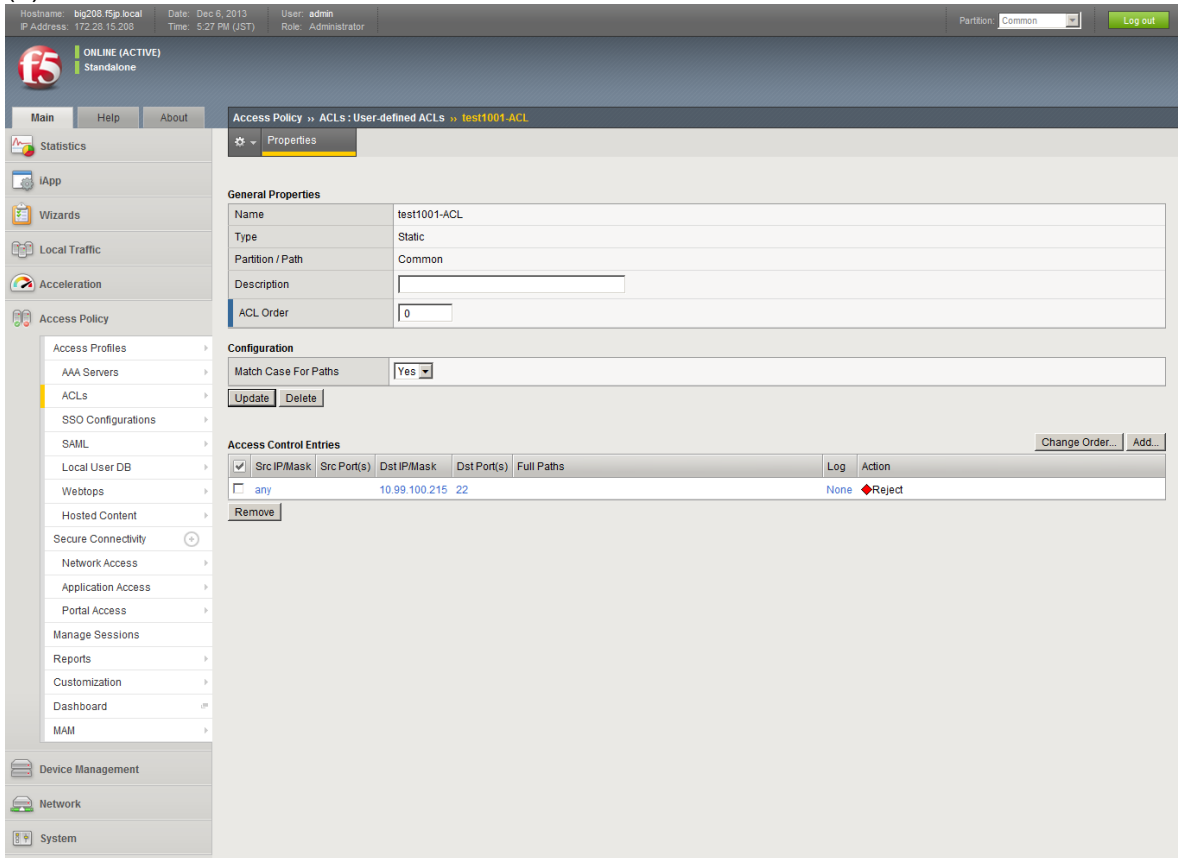 Hostname: big208.f5jp.local Date: Dec 6, 2013 User: admin
IP Address: 172.28.15.208 Time: 5:27 PM (JST) Role: Administrator
Partition: Common Log out
f5
ONLINE (ACTIVE)
Standalone
Main Help About
Access Policy ›› ACLs : User-defined ACLs ›› test1001-ACL
Properties
Statistics
iApp
Wizards
Local Traffic
Acceleration
Access Policy
Access Profiles
AAA Servers
ACLs
SSO Configurations
SAML
Local User DB
Webtops
Hosted Content
Secure Connectivity
Network Access
Application Access
Portal Access
Manage Sessions
Reports
Customization
Dashboard
MAM
Device Management
Network
System
General Properties
Name test1001-ACL
Type Static
Partition / Path Common
Description
ACL Order 0
Configuration
Match Case For Paths Yes
Update Delete
Access Control Entries Change Order... Add...
Src IP/Mask Src Port(s) Dst IP/Mask Dst Port(s) Full Paths Log Action
any 10.99.100.215 22 None Reject
Remove